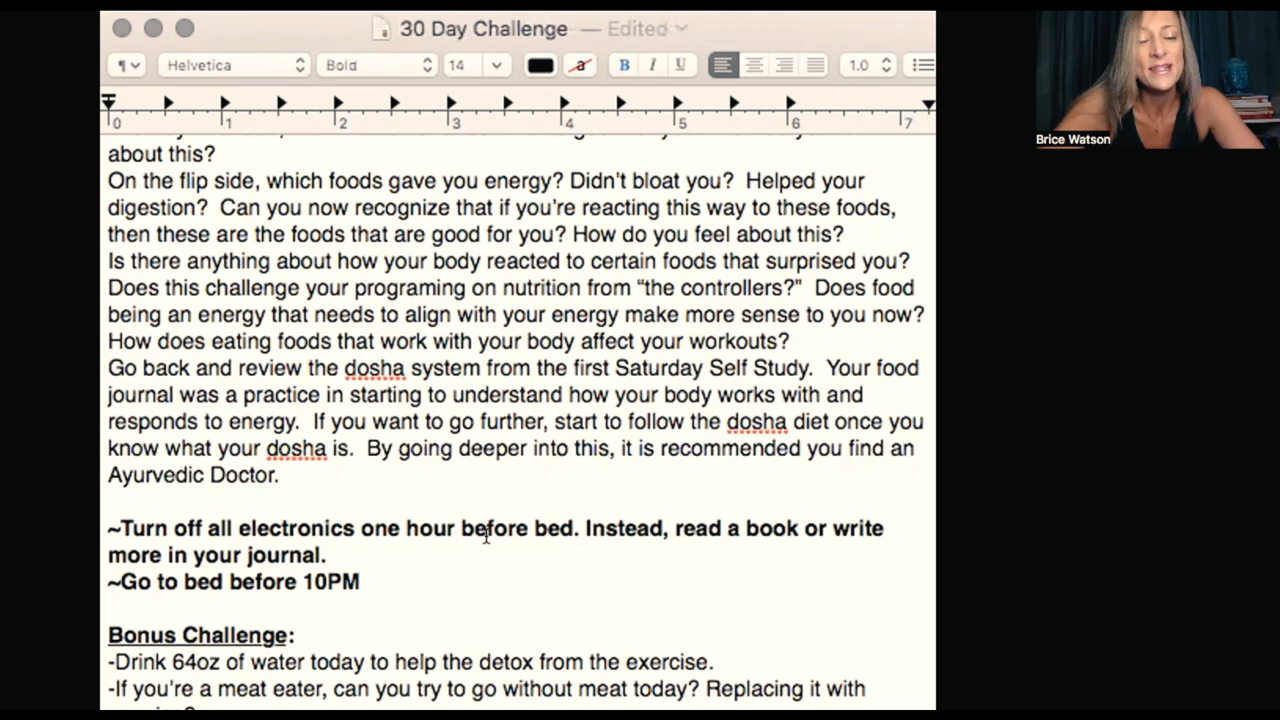 30 Day Challenge — Edited
¶ Helvetica Bold 14 a B I U 1.0
0 1 2 3 4 5 6 7
about this?
On the flip side, which foods gave you energy? Didn't bloat you?  Helped your
digestion?  Can you now recognize that if you're reacting this way to these foods,
then these are the foods that are good for you? How do you feel about this?
Is there anything about how your body reacted to certain foods that surprised you?
Does this challenge your programing on nutrition from “the controllers?”  Does food
being an energy that needs to align with your energy make more sense to you now?
How does eating foods that work with your body affect your workouts?
Go back and review the dosha system from the first Saturday Self Study.  Your food
journal was a practice in starting to understand how your body works with and
responds to energy.  If you want to go further, start to follow the dosha diet once you
know what your dosha is.  By going deeper into this, it is recommended you find an
Ayurvedic Doctor.
~Turn off all electronics one hour before bed. Instead, read a book or write
more in your journal.
~Go to bed before 10PM
Bonus Challenge:
-Drink 64oz of water today to help the detox from the exercise.
-If you're a meat eater, can you try to go without meat today? Replacing it with
Brice Watson